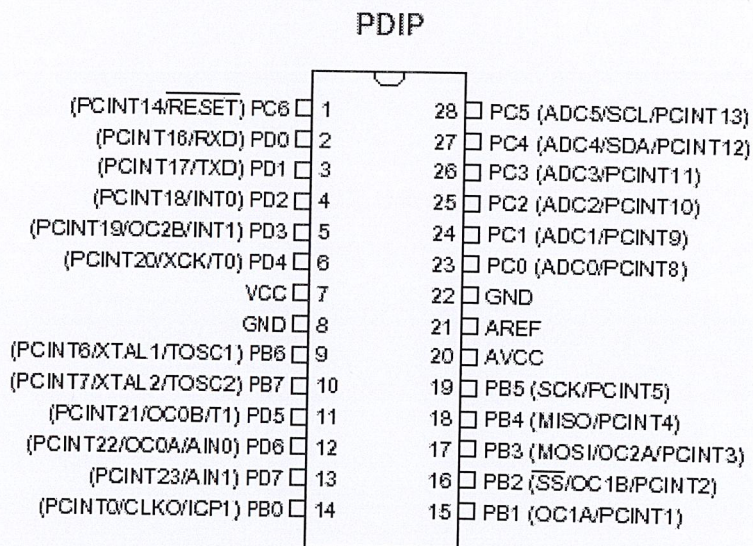 PDIP
(PCINT14/RESET) PC6 1
(PCINT16/RXD) PD0 2
(PCINT17/TXD) PD1 3
(PCINT18/INT0) PD2 4
(PCINT19/OC2B/INT1) PD3 5
(PCINT20/XCK/T0) PD4 6
VCC 7
GND 8
(PCINT6/XTAL1/TOSC1) PB6 9
(PCINT7/XTAL2/TOSC2) PB7 10
(PCINT21/OC0B/T1) PD5 11
(PCINT22/OC0A/AIN0) PD6 12
(PCINT23/AIN1) PD7 13
(PCINT0/CLKO/ICP1) PB0 14
28 PC5 (ADC5/SCL/PCINT13)
27 PC4 (ADC4/SDA/PCINT12)
26 PC3 (ADC3/PCINT11)
25 PC2 (ADC2/PCINT10)
24 PC1 (ADC1/PCINT9)
23 PC0 (ADC0/PCINT8)
22 GND
21 AREF
20 AVCC
19 PB5 (SCK/PCINT5)
18 PB4 (MISO/PCINT4)
17 PB3 (MOSI/OC2A/PCINT3)
16 PB2 (SS/OC1B/PCINT2)
15 PB1 (OC1A/PCINT1)